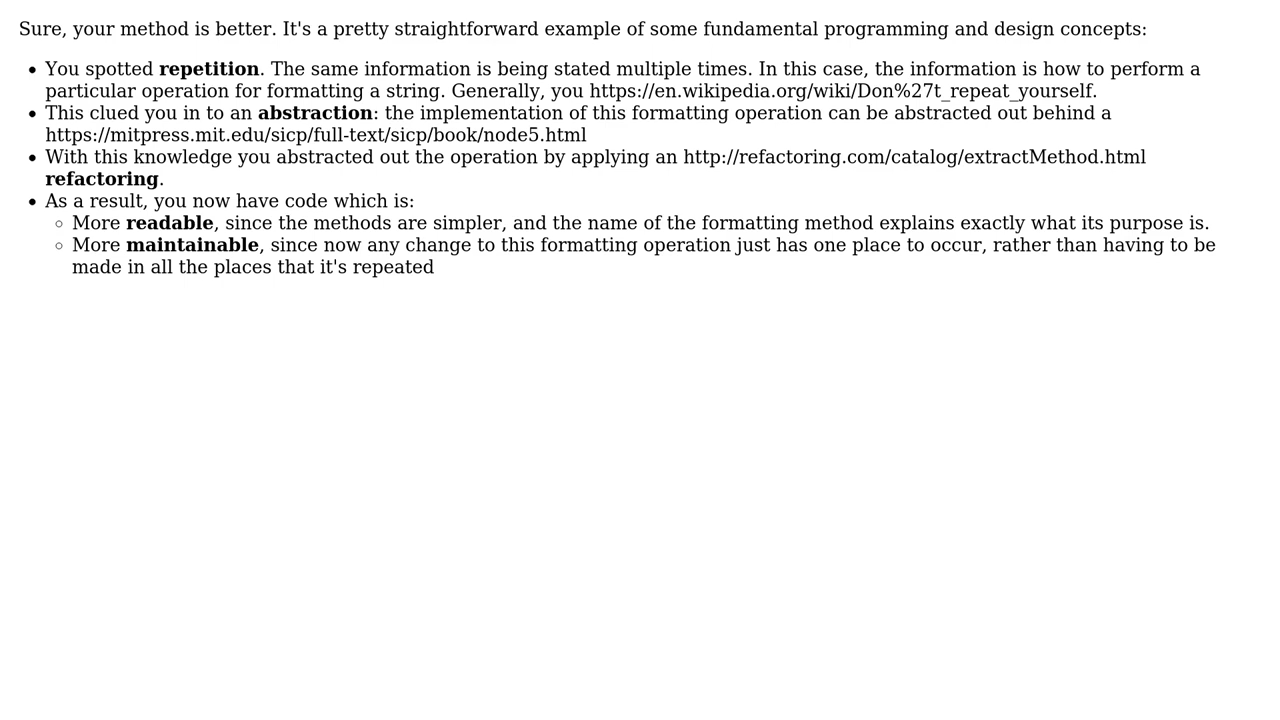 Sure, your method is better. It's a pretty straightforward example of some fundamental programming and design concepts:
You spotted repetition. The same information is being stated multiple times. In this case, the information is how to perform a
particular operation for formatting a string. Generally, you https://en.wikipedia.org/wiki/Don%27t_repeat_yourself.
This clued you in to an abstraction: the implementation of this formatting operation can be abstracted out behind a
https://mitpress.mit.edu/sicp/full-text/sicp/book/node5.html
With this knowledge you abstracted out the operation by applying an http://refactoring.com/catalog/extractMethod.html
refactoring.
As a result, you now have code which is:
More readable, since the methods are simpler, and the name of the formatting method explains exactly what its purpose is.
More maintainable, since now any change to this formatting operation just has one place to occur, rather than having to be
made in all the places that it's repeated